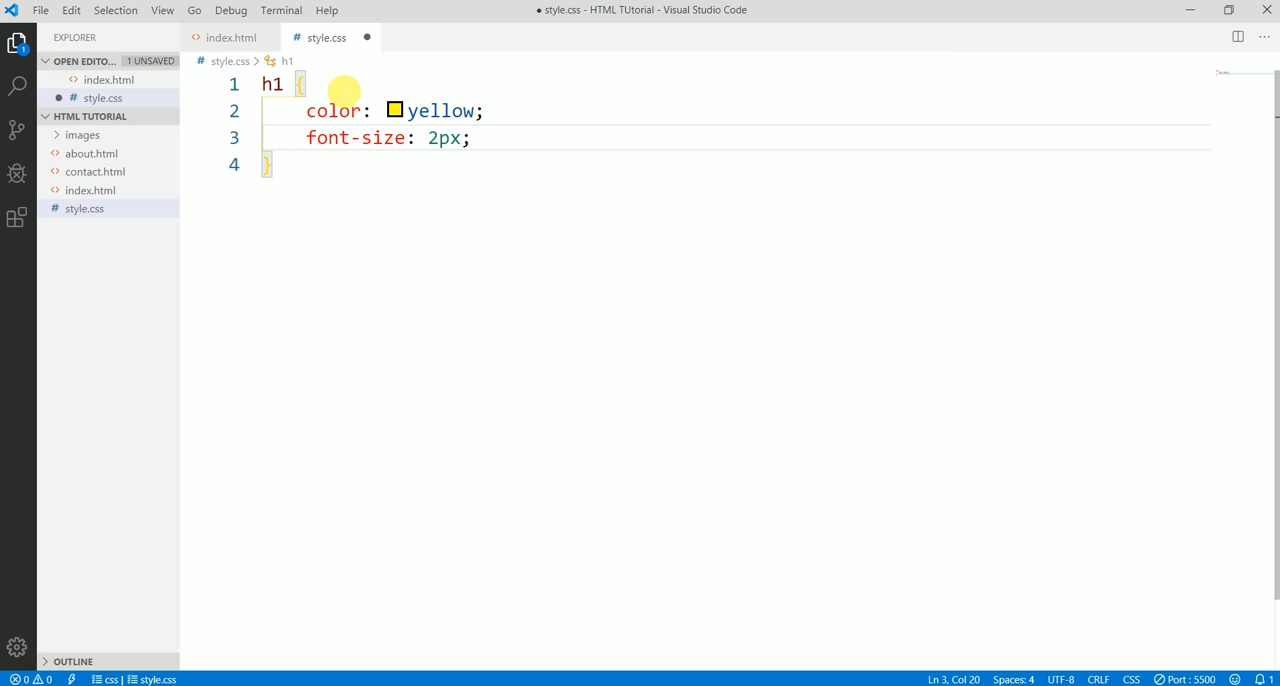 File Edit Selection View Go Debug Terminal Help
● style.css - HTML TUtorial - Visual Studio Code
EXPLORER
index.html
# style.css
OPEN EDITO... 1 UNSAVED
# style.css > h1
index.html
# style.css
HTML TUTORIAL
images
about.html
contact.html
index.html
# style.css
1
1 h1 {
2 color: yellow;
3 font-size: 2px;
4 }
OUTLINE
0 0 css | style.css
Ln 3, Col 20 Spaces: 4 UTF-8 CRLF CSS Port : 5500 1